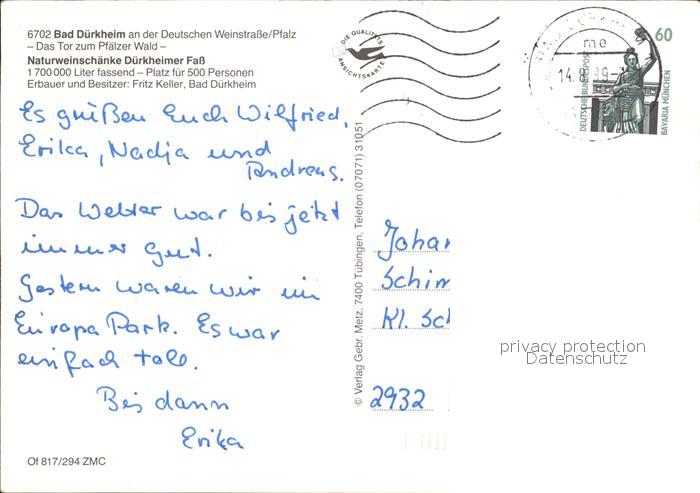 6702 Bad Dürkheim an der Deutschen Weinstraße/Pfalz
– Das Tor zum Pfälzer Wald –
Naturweinschänke Dürkheimer Faß
1 700 000 Liter fassend – Platz für 500 Personen
Erbauer und Besitzer: Fritz Keller, Bad Dürkheim
Es grüßen Euch Wilfried,
Erika, Nadja und
Andreas.
Das Wetter war bis jetzt
immer gut.
Gestern waren wir im
Europa Park. Es war
einfach toll.
Bis dann
Erika
Of 817/294 ZMC
© Verlag Gebr. Metz, 7400 Tübingen, Telefon (07071) 31051
DIE QUALITÄTS
ANSICHTSKARTE
60
DEUTSCHE BUNDESPOST
BAVARIA MÜNCHEN
me
Johan
Schim
Kl. Sch
2932
privacy protection
Datenschutz